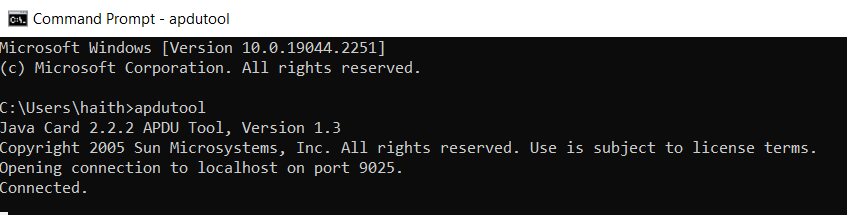 Command Prompt - apdutool
Microsoft Windows [Version 10.0.19044.2251]
(c) Microsoft Corporation. All rights reserved.
C:\Users\haith>apdutool
Java Card 2.2.2 APDU Tool, Version 1.3
Copyright 2005 Sun Microsystems, Inc. All rights reserved. Use is subject to license terms.
Opening connection to localhost on port 9025.
Connected.